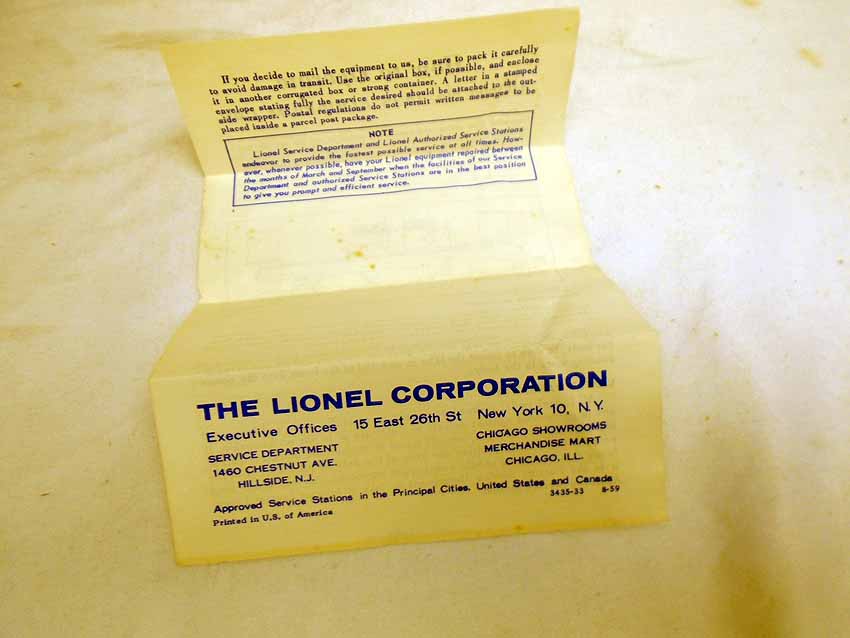 If you decide to mail the equipment to us, be sure to pack it carefully
to avoid damage in transit. Use the original box, if possible, and enclose
it in another corrugated box or strong container. A letter in a stamped
envelope stating fully the service desired should be attached to the out-
side wrapper. Postal regulations do not permit written messages to be
placed inside a parcel post package.
NOTE
Lionel Service Department and Lionel Authorized Service Stations
endeavor to provide the fastest possible service at all times. How-
ever, whenever possible, have your Lionel equipment repaired between
the months of March and September when the facilities of our Service
Department and authorized Service Stations are in the best position
to give you prompt and efficient service.
THE LIONEL CORPORATION
Executive Offices 15 East 26th St New York 10, N.Y.
SERVICE DEPARTMENT
1460 CHESTNUT AVE.
HILLSIDE, N.J.
CHICAGO SHOWROOMS
MERCHANDISE MART
CHICAGO, ILL.
Approved Service Stations in the Principal Cities, United States and Canada
Printed in U.S. of America
3435-33 8-59